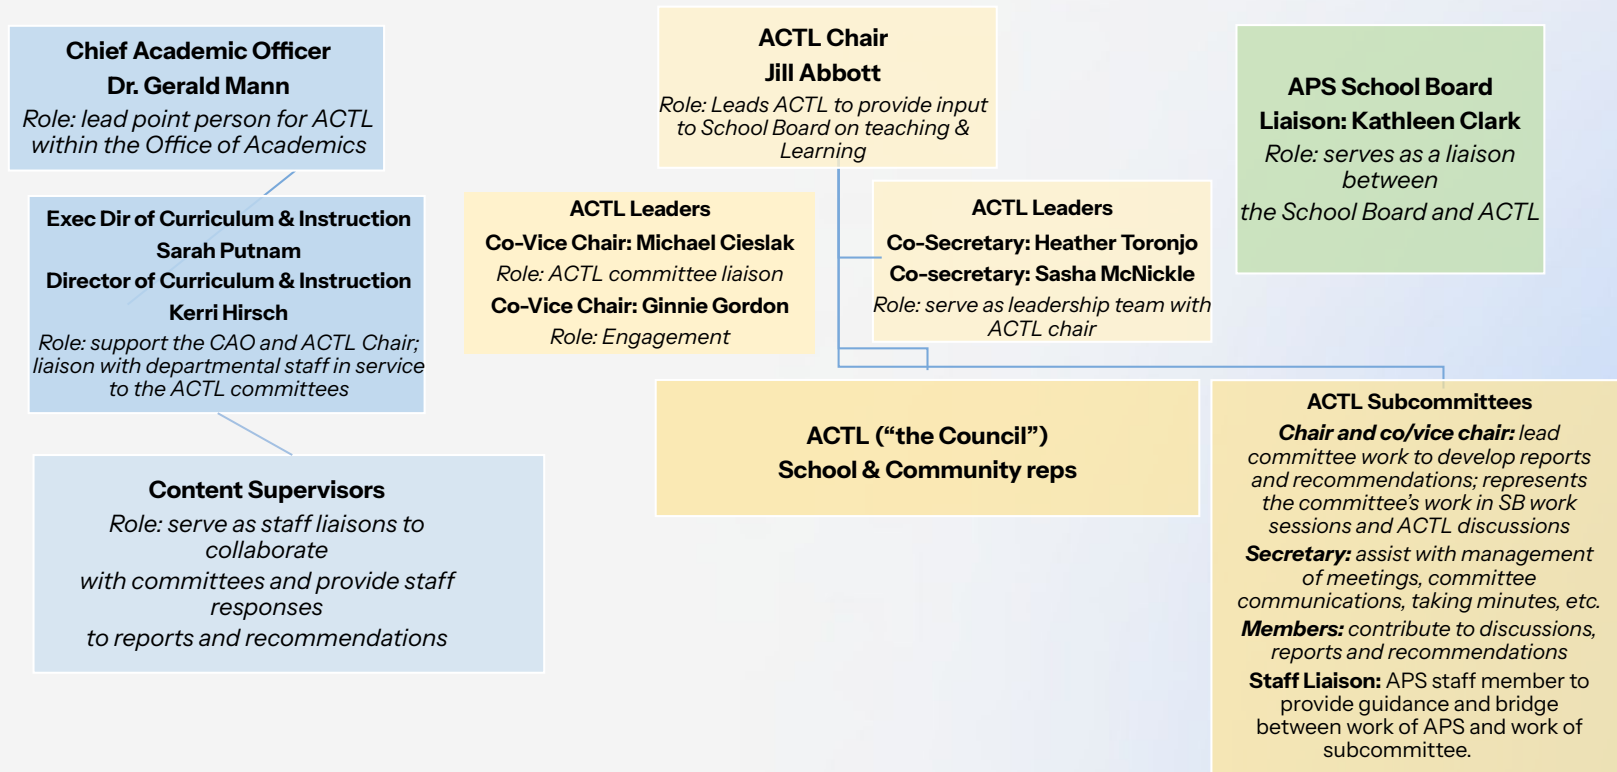 Chief Academic Officer
Dr. Gerald Mann
Role: lead point person for ACTL
within the Office of Academics
Exec Dir of Curriculum & Instruction
Sarah Putnam
Director of Curriculum & Instruction
Kerri Hirsch
Role: support the CAO and ACTL Chair;
liaison with departmental staff in service
to the ACTL committees
Content Supervisors
Role: serve as staff liaisons to
collaborate
with committees and provide staff
responses
to reports and recommendations
ACTL Chair
Jill Abbott
Role: Leads ACTL to provide input
to School Board on teaching &
Learning
ACTL Leaders
Co-Vice Chair: Michael Cieslak
Role: ACTL committee liaison
Co-Vice Chair: Ginnie Gordon
Role: Engagement
ACTL Leaders
Co-Secretary: Heather Toronjo
Co-secretary: Sasha McNickle
Role: serve as leadership team with
ACTL chair
ACTL (“the Council”)
School & Community reps
APS School Board
Liaison: Kathleen Clark
Role: serves as a liaison
between
the School Board and ACTL
ACTL Subcommittees
Chair and co/vice chair: lead
committee work to develop reports
and recommendations; represents
the committee’s work in SB work
sessions and ACTL discussions
Secretary: assist with management
of meetings, committee
communications, taking minutes, etc.
Members: contribute to discussions,
reports and recommendations
Staff Liaison: APS staff member to
provide guidance and bridge
between work of APS and work of
subcommittee.